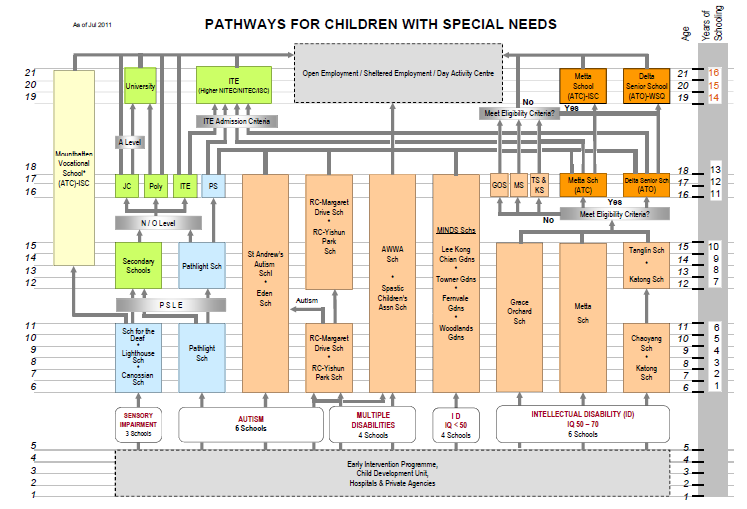 As of Jul 2011
PATHWAYS FOR CHILDREN WITH SPECIAL NEEDS
Age
Years of
Schooling
21
20
19
University
ITE
(Higher NITEC/NITEC/ISC)
Open Employment / Sheltered Employment / Day Activity Centre
Metta
School
(ATC)-ISC
Delta
Senior School
(ATO)-WSQ
21
20
19
16
15
14
No
Yes
ITE Admission Criteria
Meet Eligibility Criteria?
A Level
Mountbatten
Vocational
School*
(ATC)-ISC
18
17
16
JC
Poly
ITE
PS
GOS
MS
TS &
KS
Metta Sch
(ATC)
Delta Senior Sch
(ATO)
18
17
16
13
12
11
Yes
No
N / O Level
Meet Eligibility Criteria?
15
14
13
12
Secondary
Schools
Pathlight Sch
St Andrew's
Autism
Schl
*
Eden
Sch
RC-Margaret
Drive Sch
*
RC-Yishun
Park
Sch
AWWA
Sch
*
Spastic
Children's
Assn Sch
MINDS Schs
Lee Kong
Chian Gdns
*
Towner Gdns
*
Fernvale
Gdns
*
Woodlands
Gdns
Grace
Orchard
Sch
Metta
Sch
Tanglin Sch
*
Katong Sch
15
14
13
12
10
9
8
7
P S L E
Autism
11
10
9
8
7
6
Sch for the
Deaf
*
Lighthouse
Sch
*
Canossian
Sch
Pathlight
Sch
RC-Margaret
Drive Sch
*
RC-Yishun
Park Sch
Chaoyang
Sch
*
Katong
Sch
11
10
9
8
7
6
6
5
4
3
2
1
SENSORY
IMPAIRMENT
3 Schools
AUTISM
6 Schools
MULTIPLE
DISABILITIES
4 Schools
I D
IQ < 50
4 Schools
INTELLECTUAL DISABILITY (ID)
IQ 50 – 70
6 Schools
5
4
3
2
1
Early Intervention Programme,
Child Development Unit,
Hospitals & Private Agencies
5
4
3
2
1